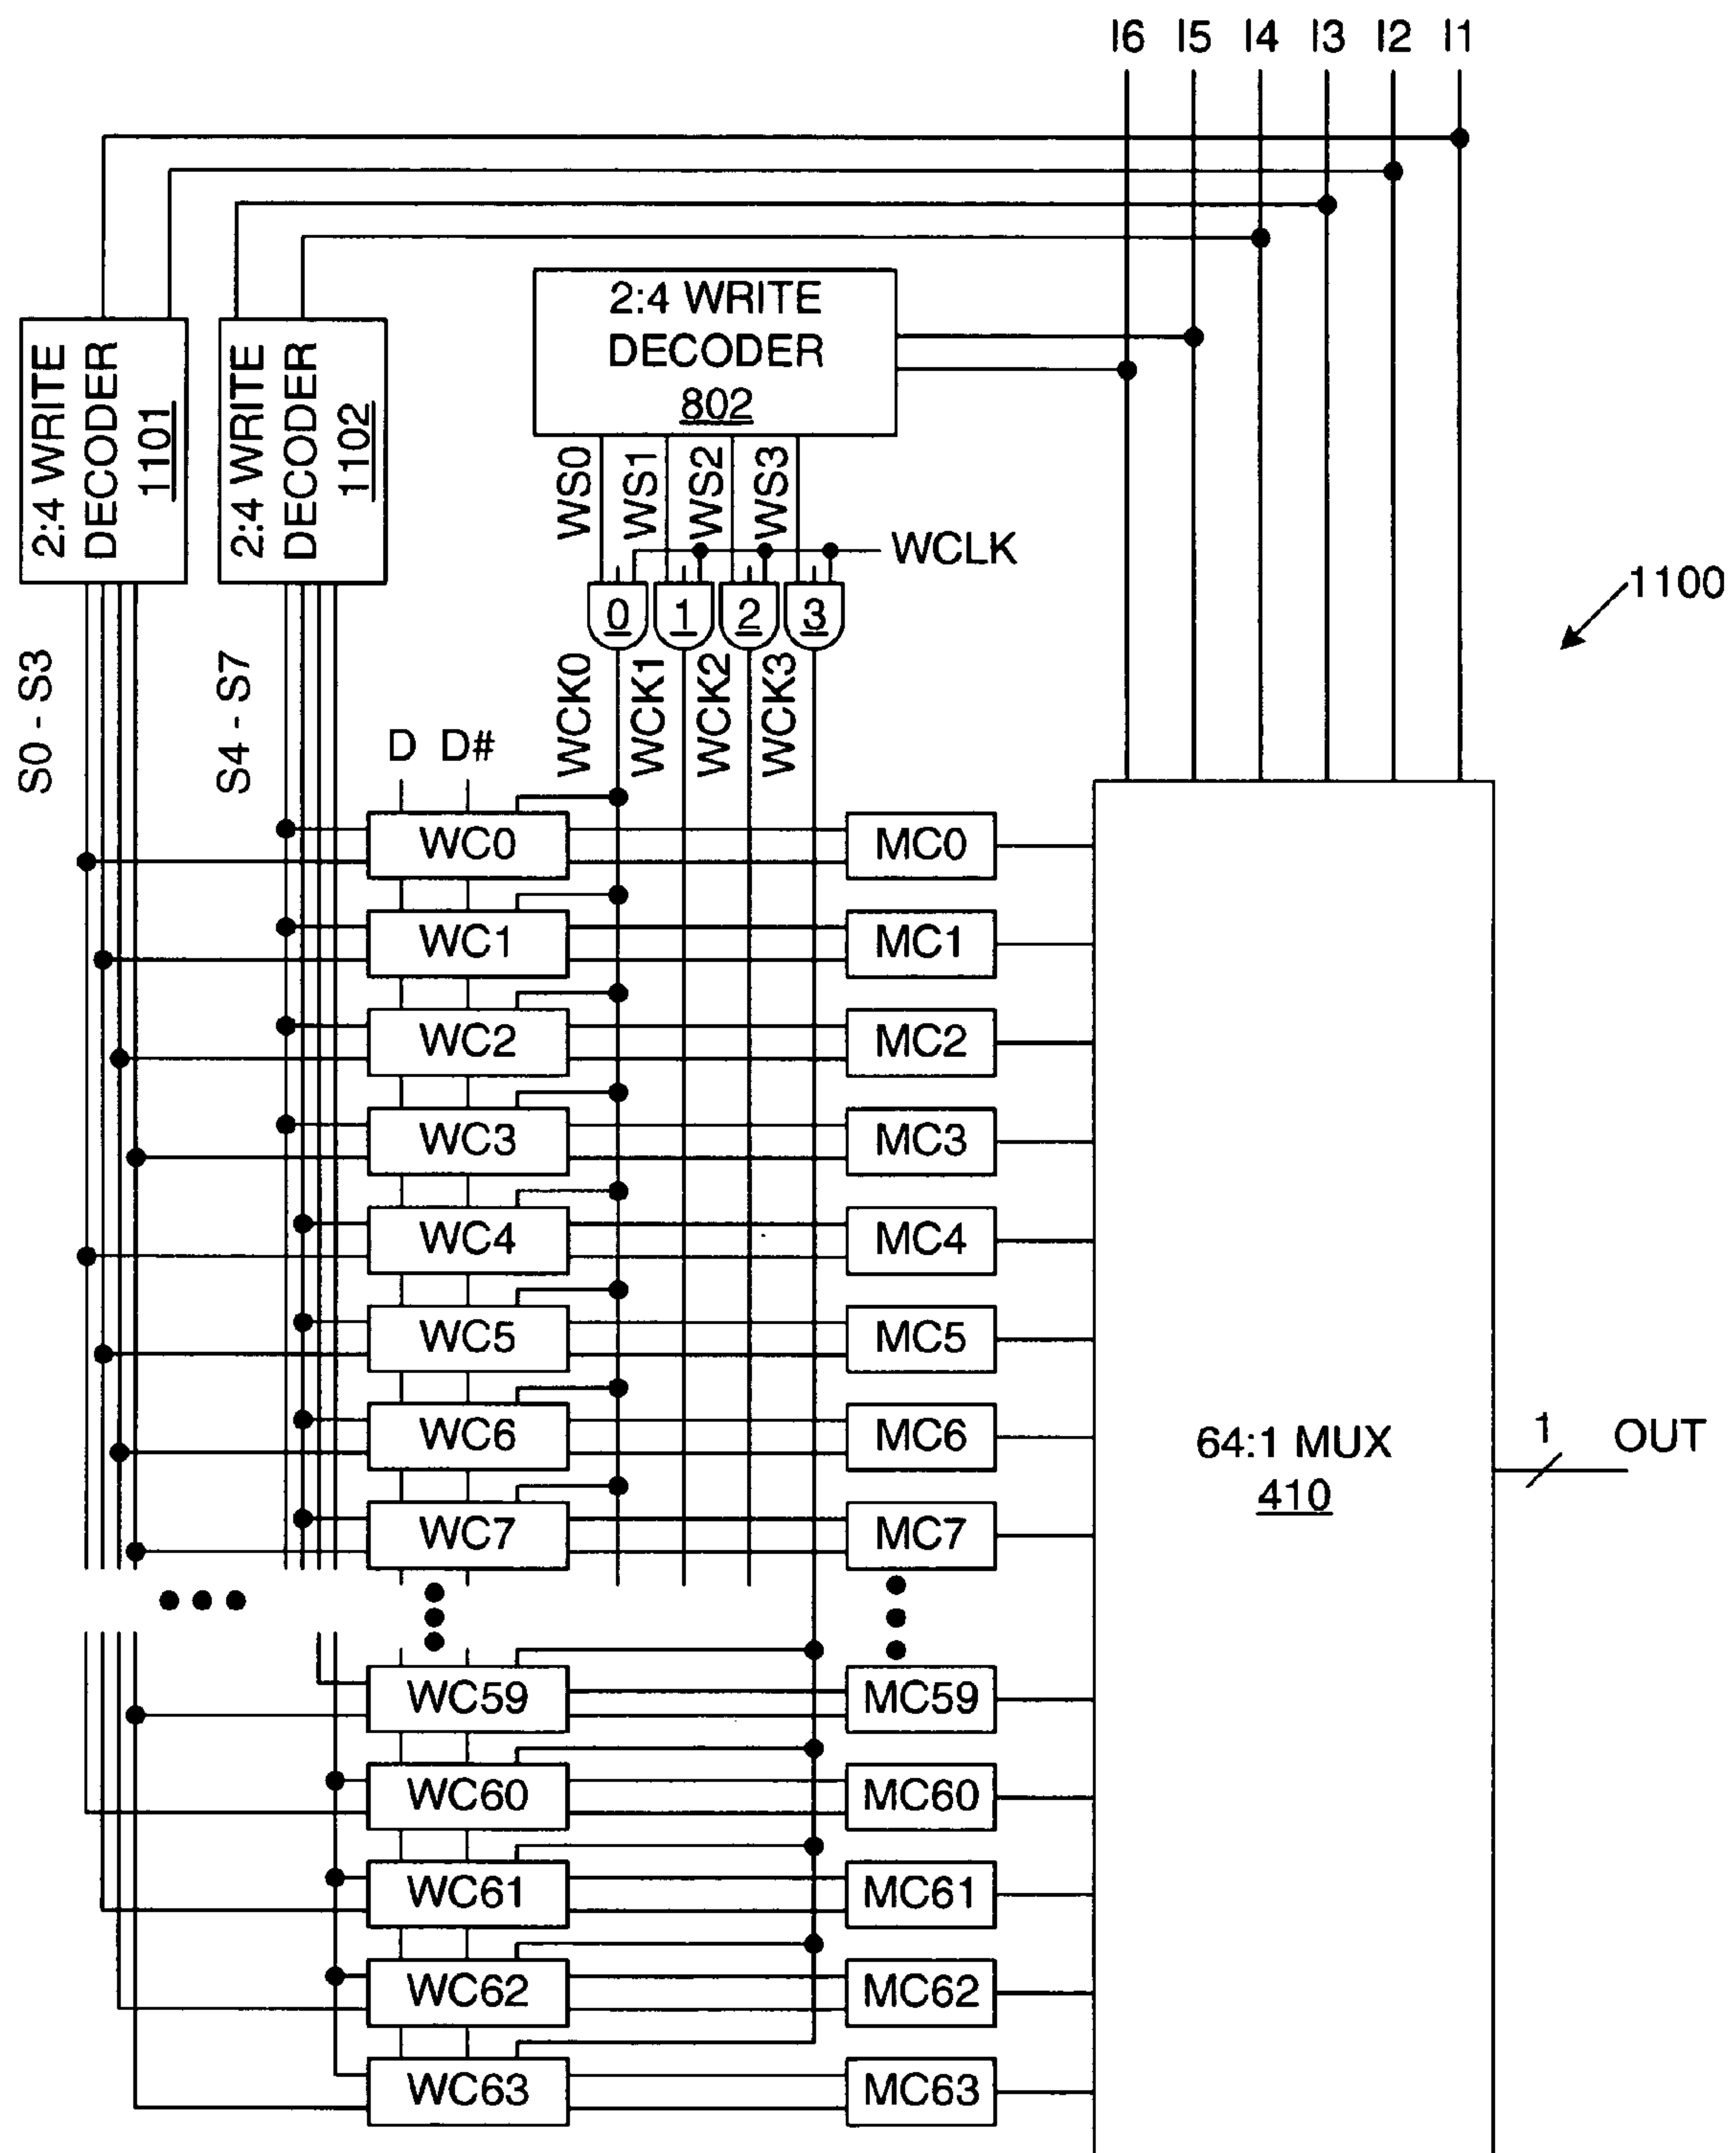 I6 I5 I4 I3 I2 I1
2:4 WRITE
DECODER
1101
2:4 WRITE
DECODER
1102
2:4 WRITE
DECODER
802
WS0
WS1
WS2
WS3
WCLK
0 1 2 3
1100
S0 - S3
S4 - S7
WCK0
WCK1
WCK2
WCK3
D D#
WC0 MC0
WC1 MC1
WC2 MC2
WC3 MC3
WC4 MC4
WC5 MC5
WC6 MC6
WC7 MC7
64:1 MUX
410
1 OUT
WC59 MC59
WC60 MC60
WC61 MC61
WC62 MC62
WC63 MC63